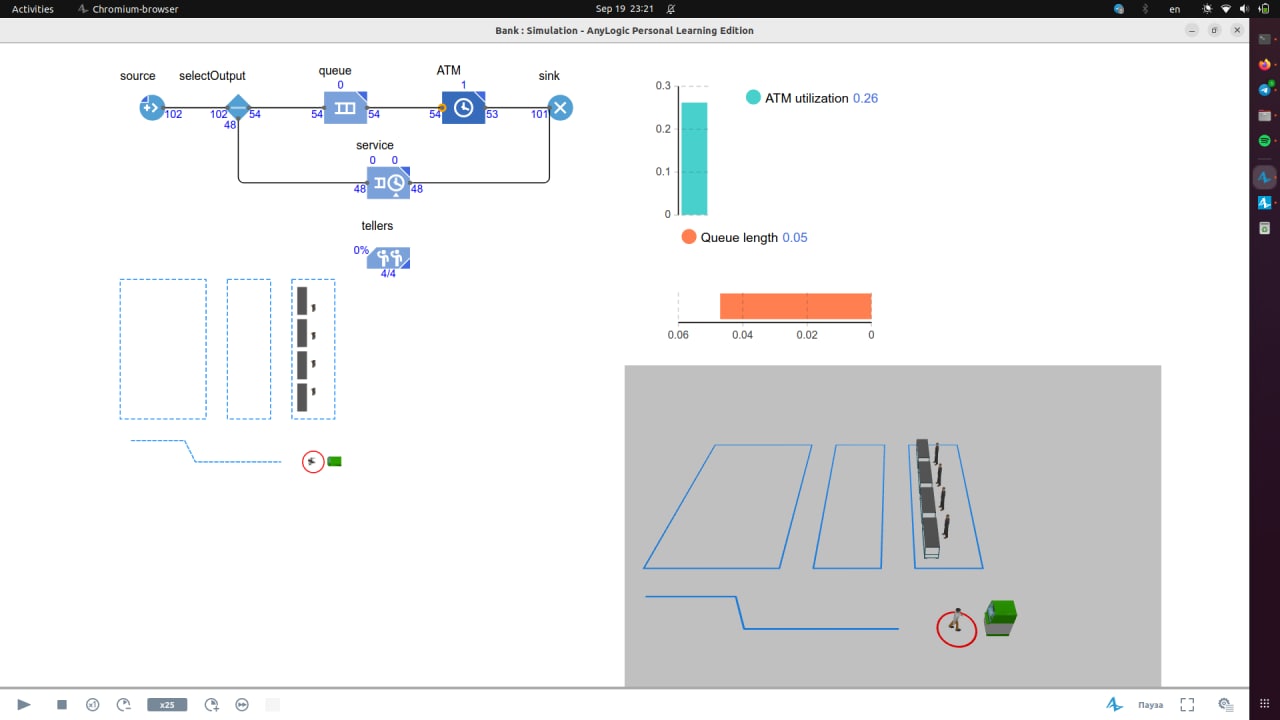 Activities Chromium-browser Sep 19 23:21 en
Bank : Simulation - AnyLogic Personal Learning Edition
source selectOutput queue ATM sink
0 1
102 102 54 54 54 54 53 101
48
service
0 0
48 48
tellers
0%
4/4
0.3
0.2
0.1
0
ATM utilization 0.26
Queue length 0.05
0.06 0.04 0.02 0
x1 x25 Пауза